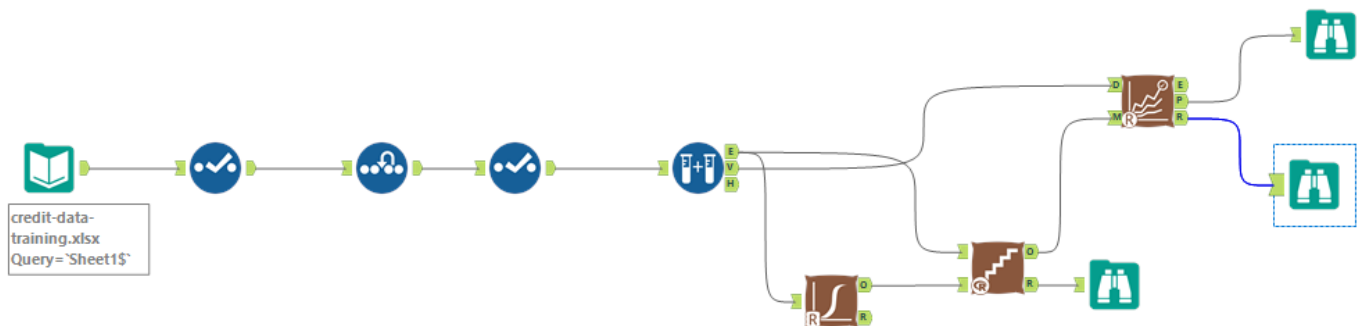 D
E
P
M
R
R
E
V
H
R
credit-data-
training.xlsx
Query=`Sheet1$`
O
R
R
O
R
R